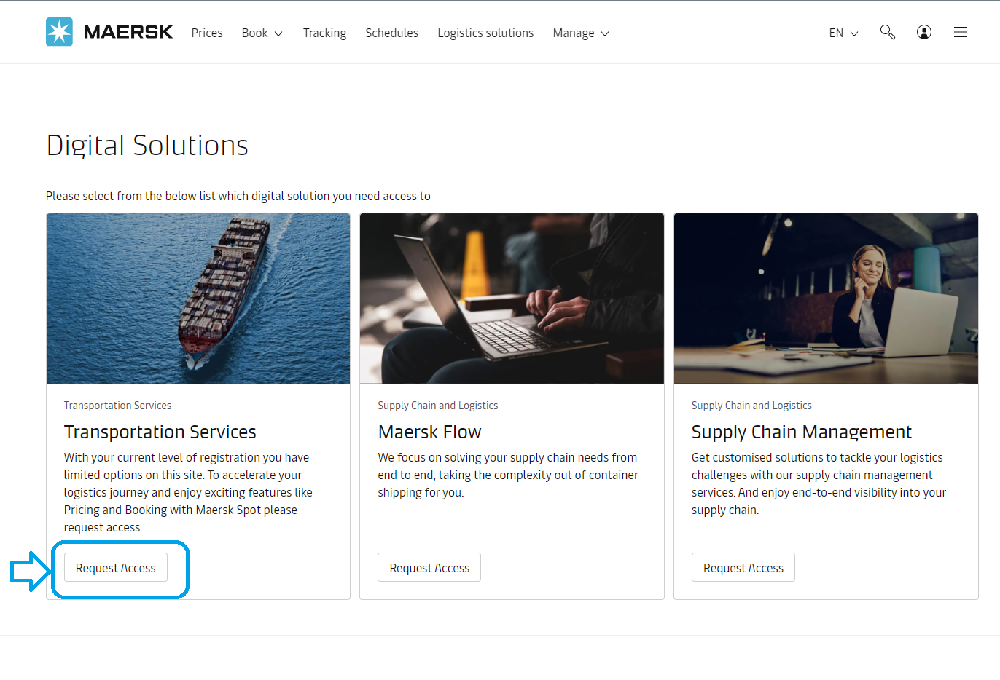 MAERSK Prices Book Tracking Schedules Logistics solutions Manage EN
Digital Solutions
Please select from the below list which digital solution you need access to
Transportation Services
Transportation Services
With your current level of registration you have
limited options on this site. To accelerate your
logistics journey and enjoy exciting features like
Pricing and Booking with Maersk Spot please
request access.
Request Access
Supply Chain and Logistics
Maersk Flow
We focus on solving your supply chain needs from
end to end, taking the complexity out of container
shipping for you.
Request Access
Supply Chain and Logistics
Supply Chain Management
Get customised solutions to tackle your logistics
challenges with our supply chain management
services. And enjoy end-to-end visibility into your
supply chain.
Request Access